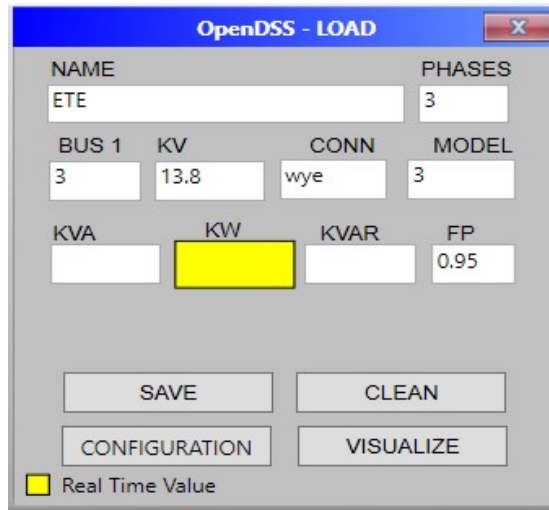 OpenDSS - LOAD
X
NAME PHASES
ETE 3
BUS 1 KV CONN MODEL
3 13.8 wye 3
KVA KW KVAR FP
0.95
SAVE CLEAN
CONFIGURATION VISUALIZE
Real Time Value